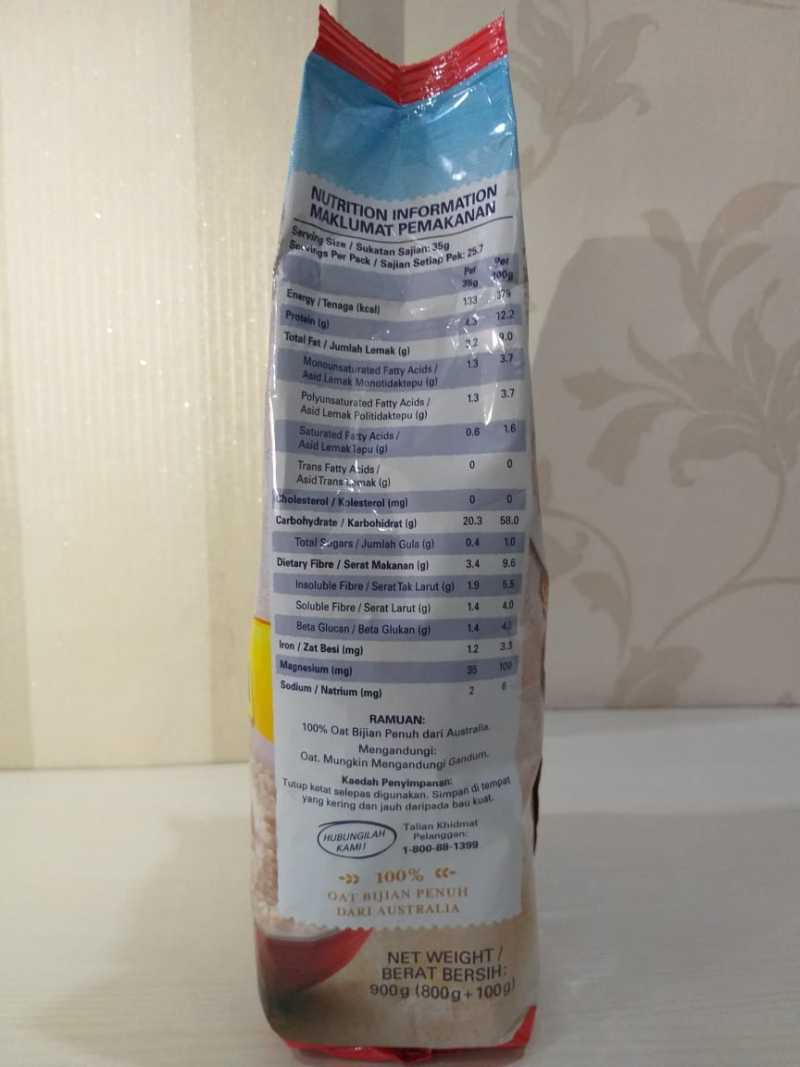 NUTRITION INFORMATION
MAKLUMAT PEMAKANAN
Serving Size / Sukatan Sajian: 35g
Servings Per Pack / Sajian Setiap Pek: 25.7
Per 35g Per 100g
Energy / Tenaga (kcal) 133 379
Protein (g) 4.3 12.2
Total Fat / Jumlah Lemak (g) 3.2 9.0
Monounsaturated Fatty Acids / 1.3 3.7
Asid Lemak Monotidaktepu (g)
Polyunsaturated Fatty Acids / 1.3 3.7
Asid Lemak Politidaktepu (g)
Saturated Fatty Acids / 0.6 1.6
Asid Lemak Tepu (g)
Trans Fatty Acids / 0 0
Asid Trans Lemak (g)
Cholesterol / Kolesterol (mg) 0 0
Carbohydrate / Karbohidrat (g) 20.3 58.0
Total Sugars / Jumlah Gula (g) 0.4 1.0
Dietary Fibre / Serat Makanan (g) 3.4 9.6
Insoluble Fibre / Serat Tak Larut (g) 1.9 5.5
Soluble Fibre / Serat Larut (g) 1.4 4.0
Beta Glucan / Beta Glukan (g) 1.4
Iron / Zat Besi (mg) 1.2 3.3
Magnesium (mg) 35 100
Sodium / Natrium (mg) 2 6
RAMUAN:
100% Oat Bijian Penuh dari Australia.
Mengandungi:
Oat. Mungkin Mengandungi Gandum.
Kaedah Penyimpanan:
Tutup ketat selepas digunakan. Simpan di tempat
yang kering dan jauh daripada bau kuat.
HUBUNGILAH
KAMI!
Talian Khidmat
Pelanggan:
1-800-88-1399
100%
OAT BIJIAN PENUH
DARI AUSTRALIA
NET WEIGHT /
BERAT BERSIH:
900g (800g + 100g)